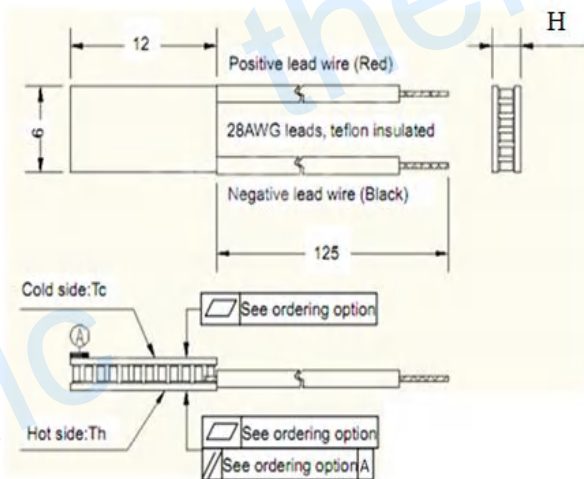 H
12
Positive lead wire (Red)
6
28AWG leads, teflon insulated
Negative lead wire (Black)
125
Cold side:Tc
See ordering option
A
Hot side:Th
See ordering option
See ordering option A